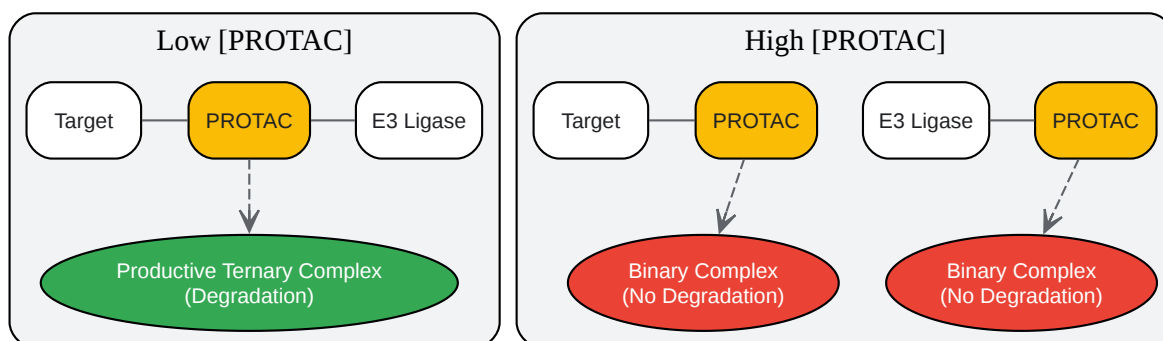 Low [PROTAC]
Target
PROTAC
E3 Ligase
Productive Ternary Complex
(Degradation)
High [PROTAC]
Target
PROTAC
E3 Ligase
PROTAC
Binary Complex
(No Degradation)
Binary Complex
(No Degradation)